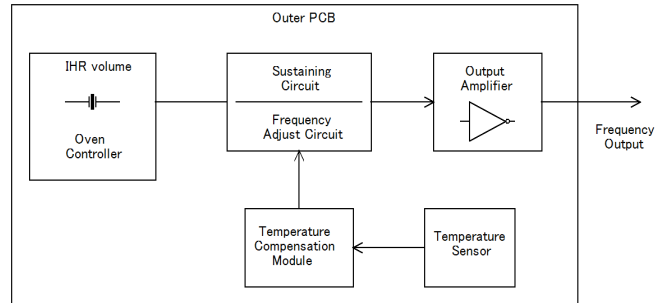 Outer PCB
IHR volume
Oven
Controller
Sustaining
Circuit
Frequency
Adjust Circuit
Output
Amplifier
Frequency
Output
Temperature
Compensation
Module
Temperature
Sensor